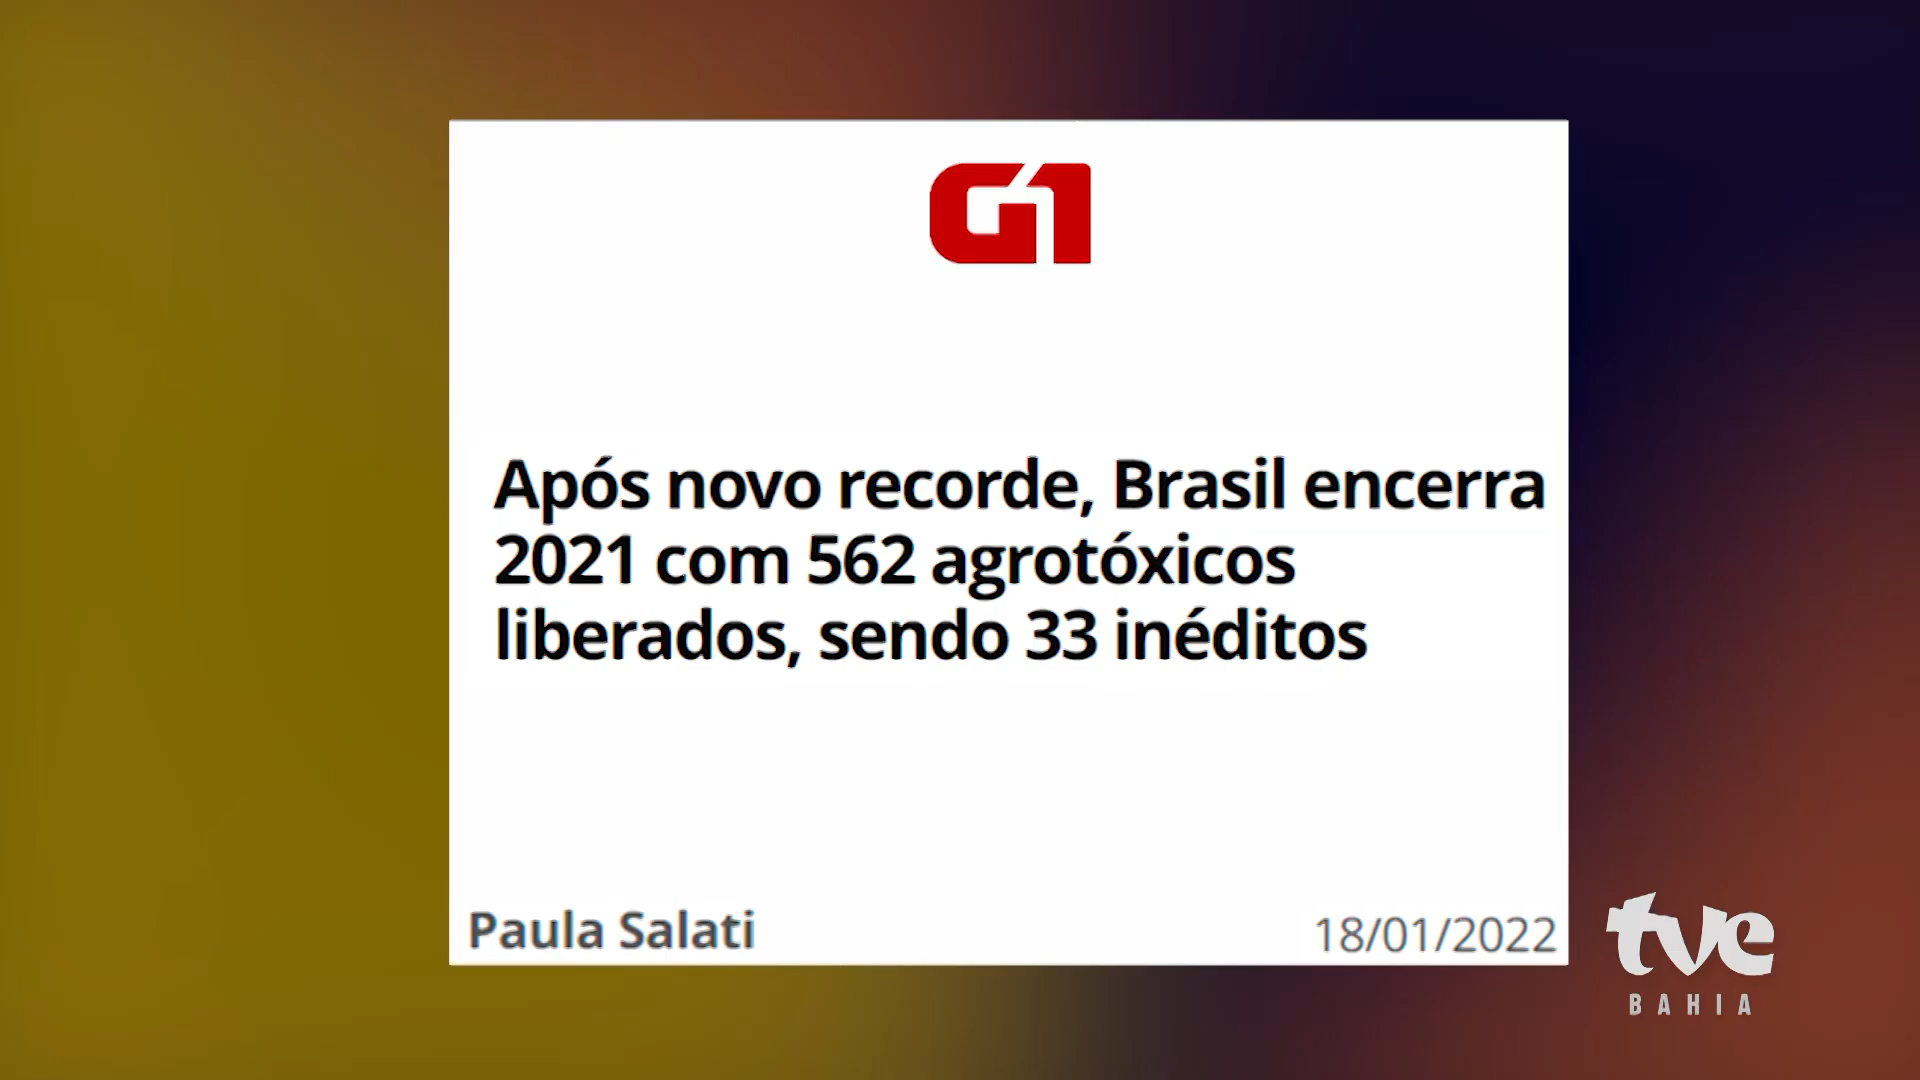 G1
Após novo recorde, Brasil encerra
2021 com 562 agrotóxicos
liberados, sendo 33 inéditos
Paula Salati
18/01/2022
tve
BAHIA